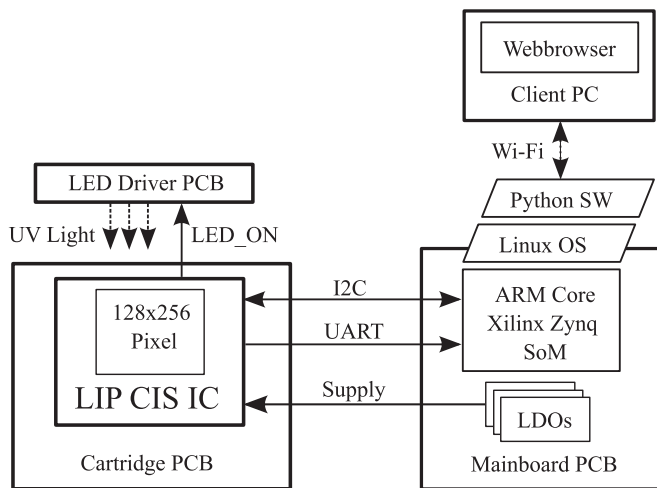 Webbrowser
Client PC
Wi-Fi
Python SW
Linux OS
LED Driver PCB
UV Light
LED_ON
128x256
Pixel
LIP CIS IC
Cartridge PCB
I2C
UART
Supply
ARM Core
Xilinx Zynq
SoM
LDOs
Mainboard PCB